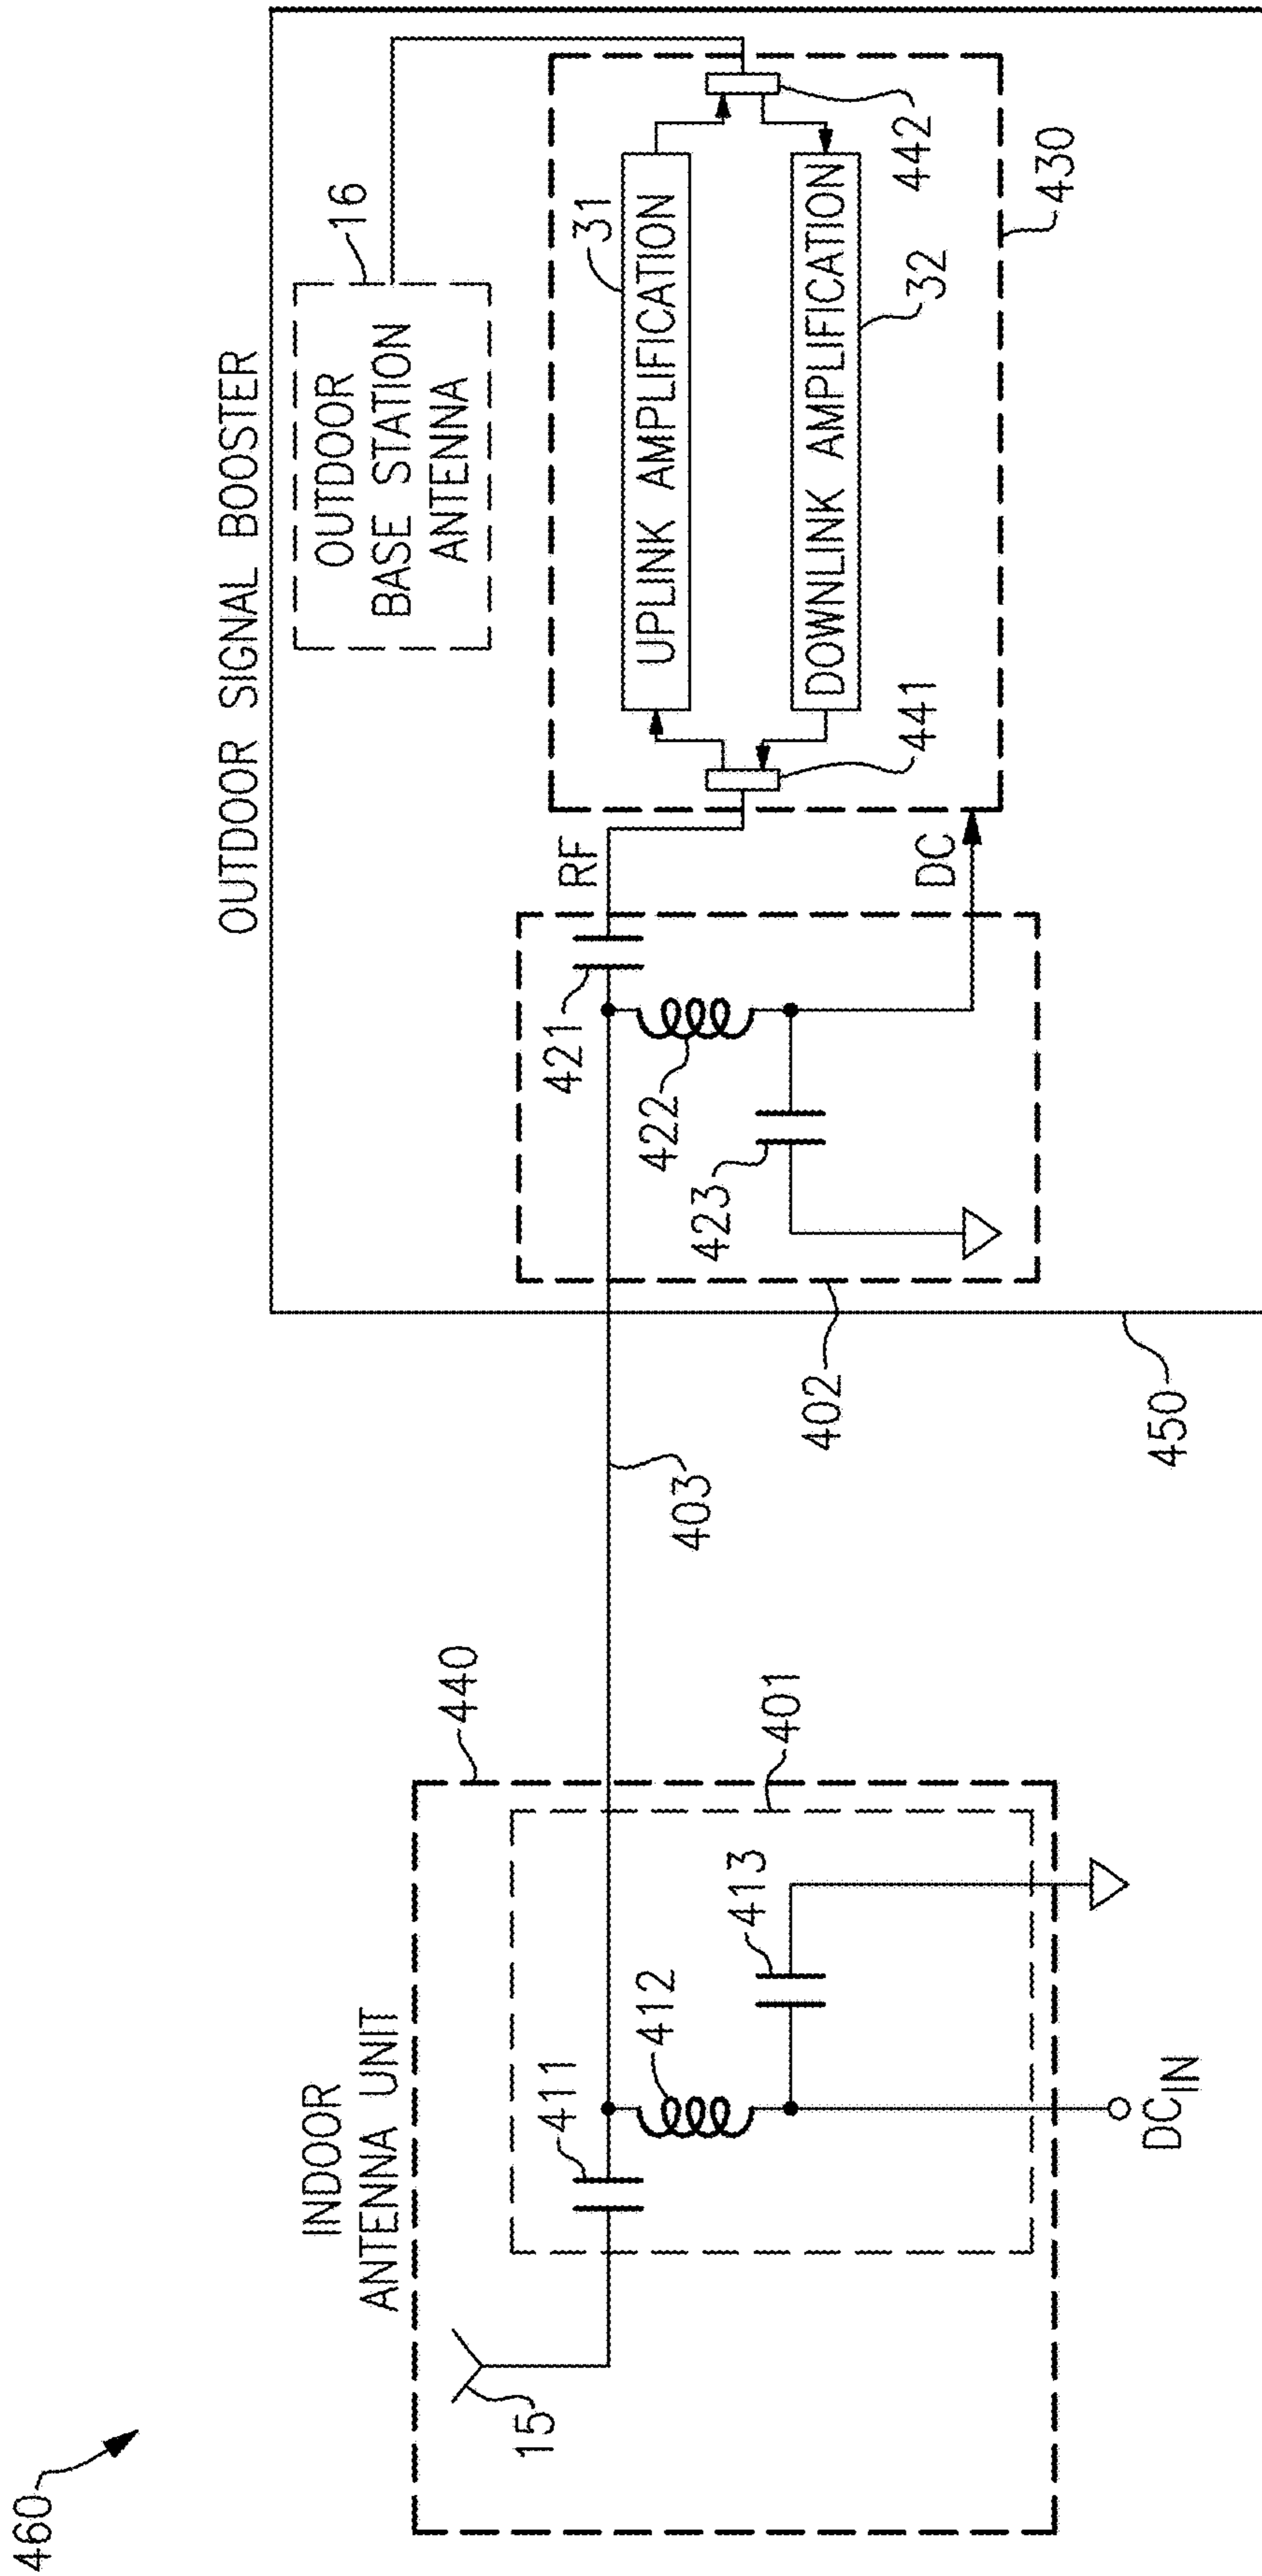 460
INDOOR
ANTENNA UNIT
440
15
411
412
413
401
DC_IN
403
OUTDOOR SIGNAL BOOSTER
450
402
421
422
423
RF
DC
OUTDOOR
BASE STATION
ANTENNA
16
UPLINK AMPLIFICATION
31
DOWNLINK AMPLIFICATION
32
441
442
430